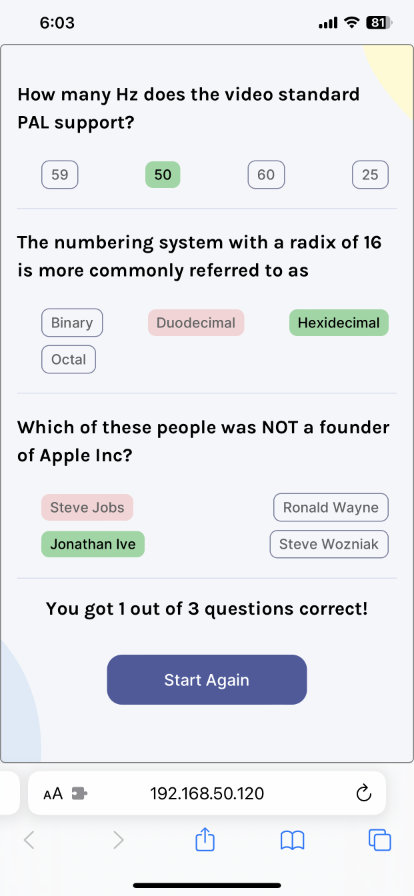 6:03
81
How many Hz does the video standard
PAL support?
59 50 60 25
The numbering system with a radix of 16
is more commonly referred to as
Binary Duodecimal Hexidecimal
Octal
Which of these people was NOT a founder
of Apple Inc?
Steve Jobs Ronald Wayne
Jonathan Ive Steve Wozniak
You got 1 out of 3 questions correct!
Start Again
AA 192.168.50.120